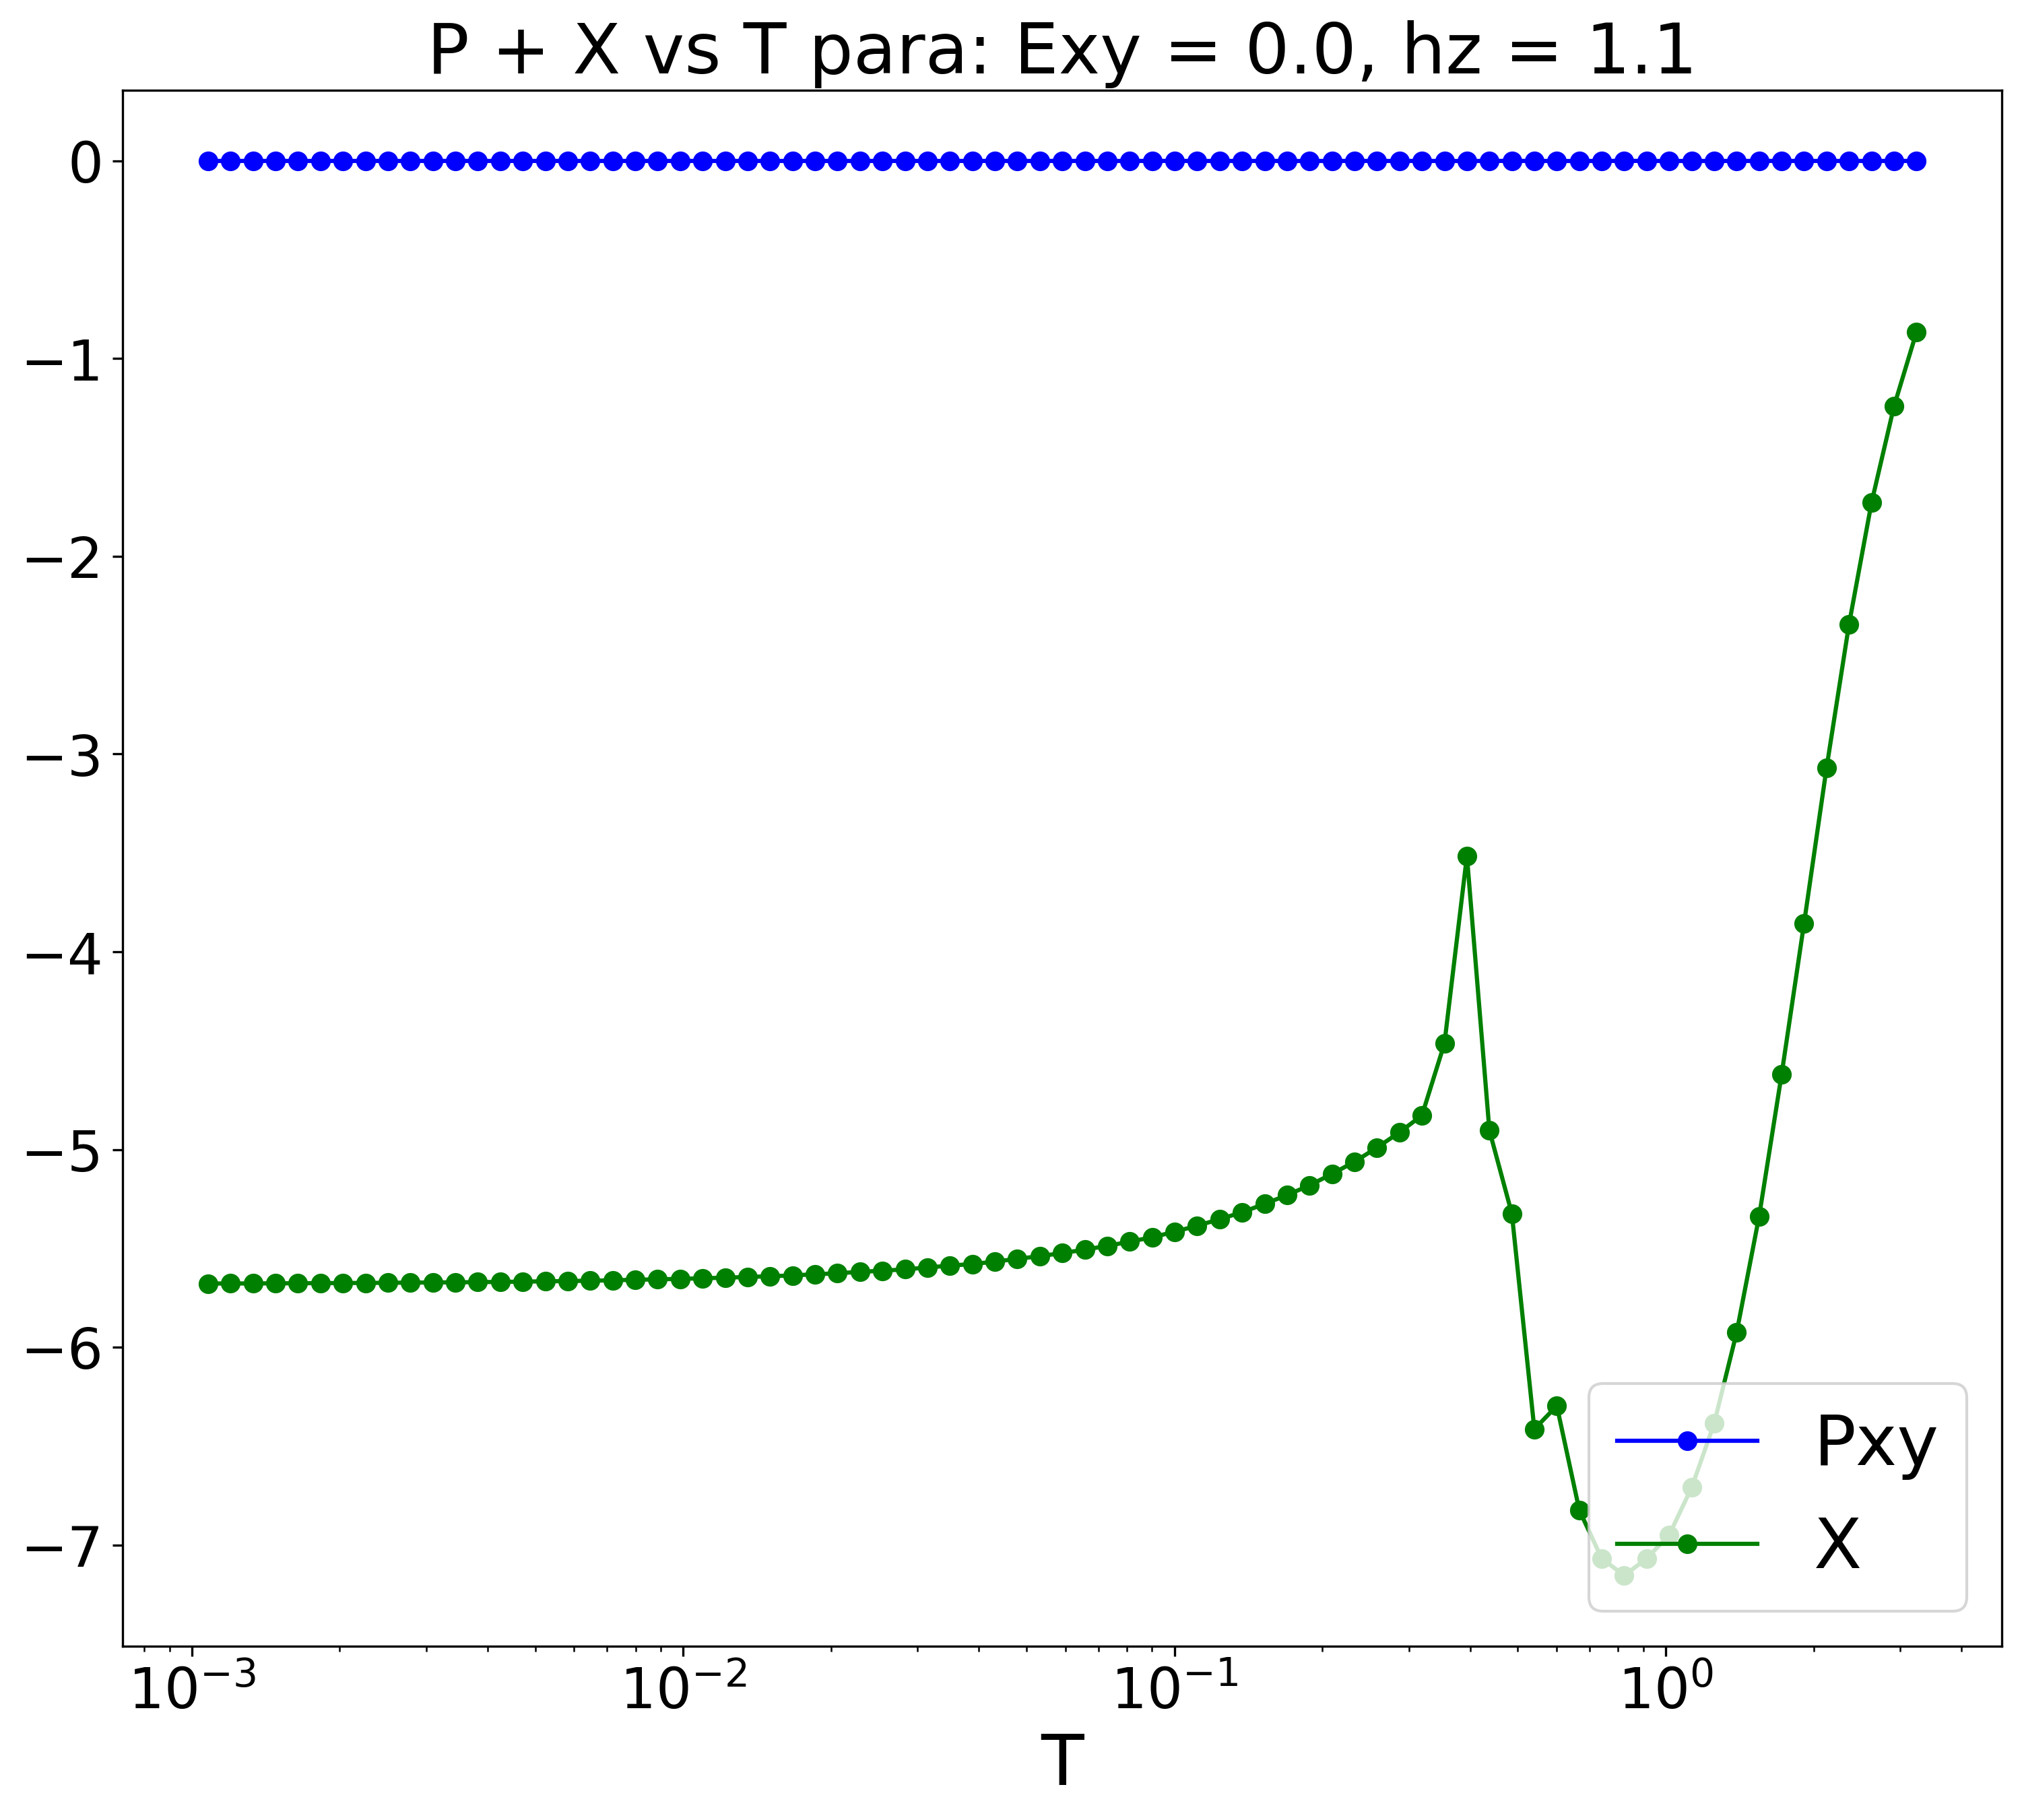 P + X vs T para: Exy = 0.0, hz = 1.1
0
−1
−2
−3
−4
−5
−6
−7
Pxy
X
10⁻³ 10⁻² 10⁻¹ 10⁰
T